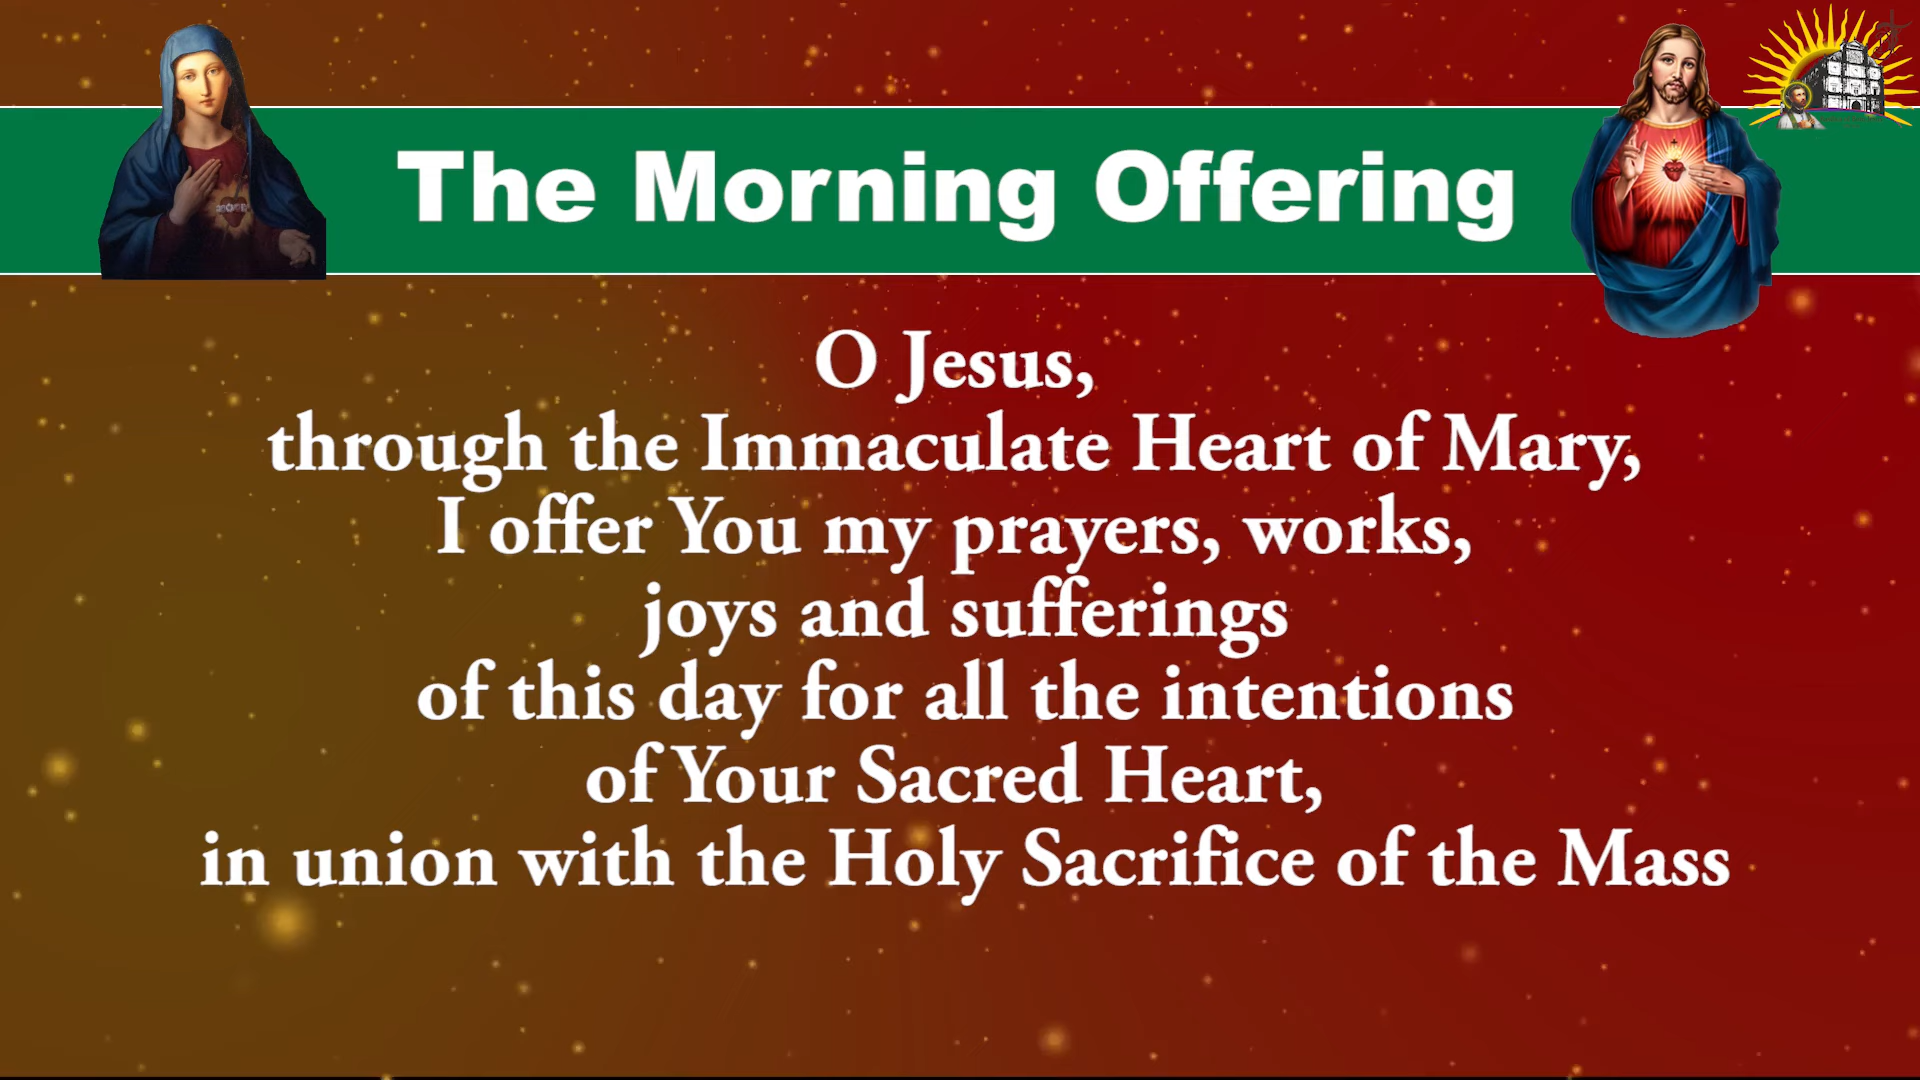 The Morning Offering
O Jesus,
through the Immaculate Heart of Mary,
I offer You my prayers, works,
joys and sufferings
of this day for all the intentions
of Your Sacred Heart,
in union with the Holy Sacrifice of the Mass